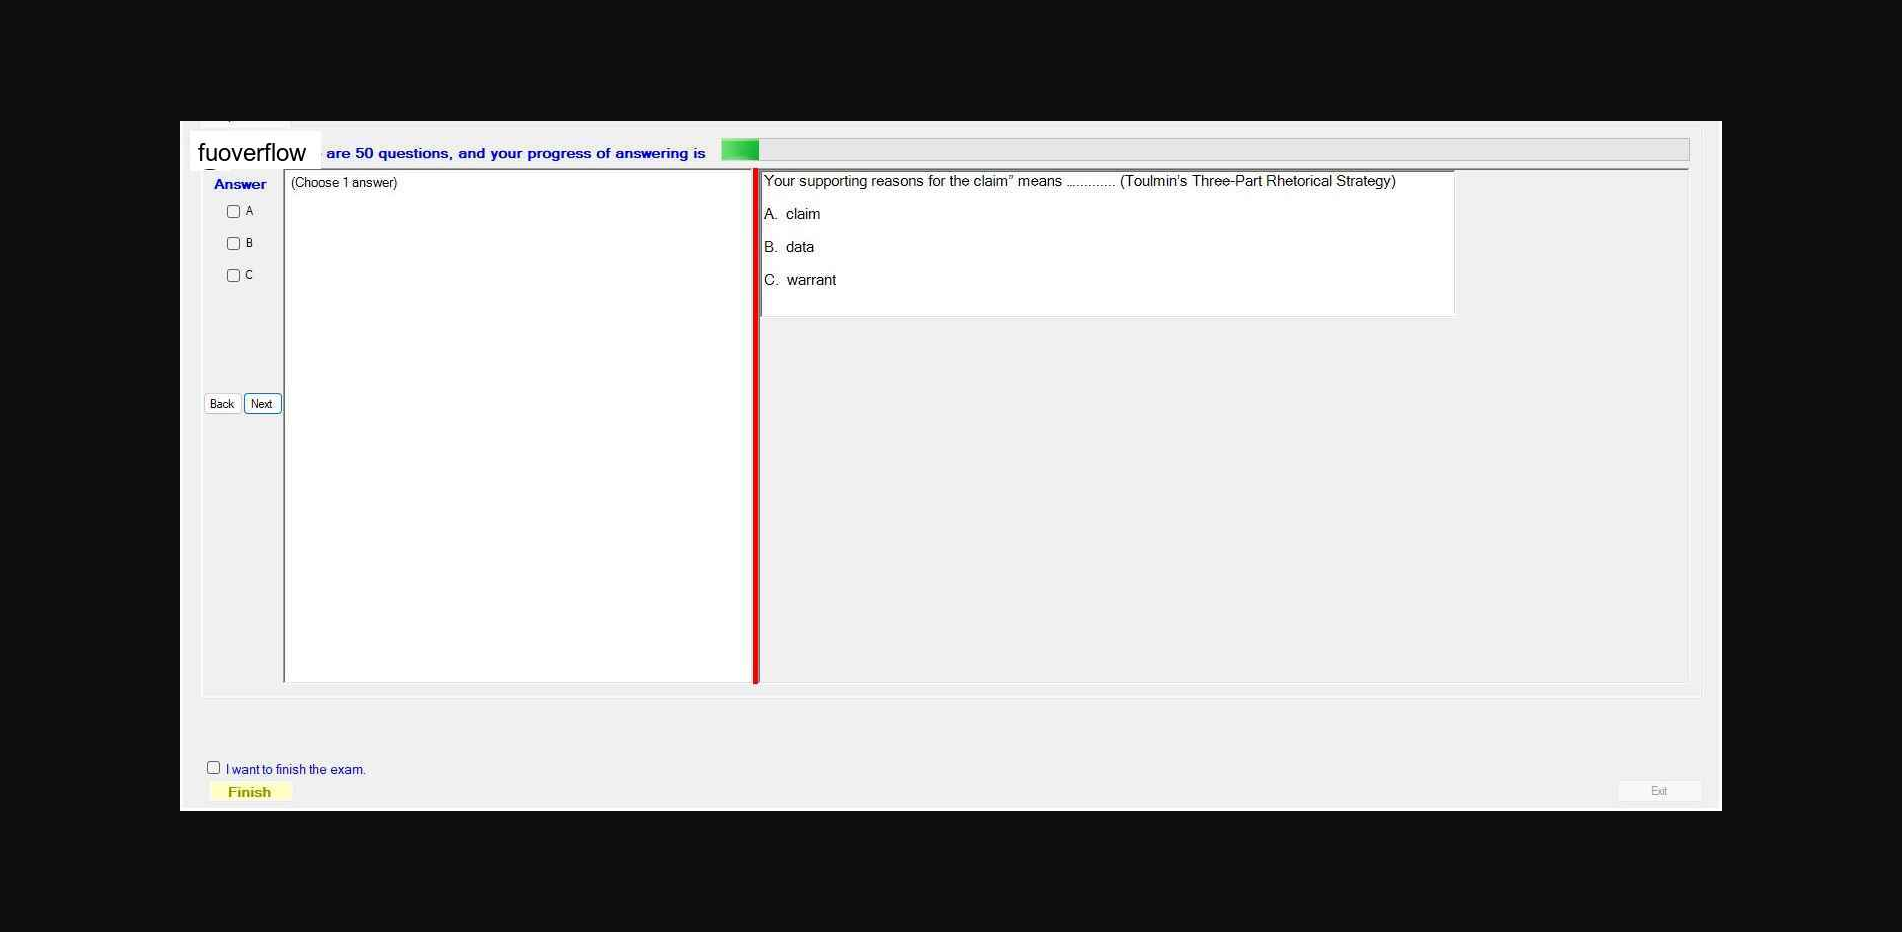 fuoverflow are 50 questions, and your progress of answering is
Answer
(Choose 1 answer)
A
B
C
Back Next
Your supporting reasons for the claim” means ............ (Toulmin’s Three-Part Rhetorical Strategy)
A. claim
B. data
C. warrant
I want to finish the exam.
Finish
Exit